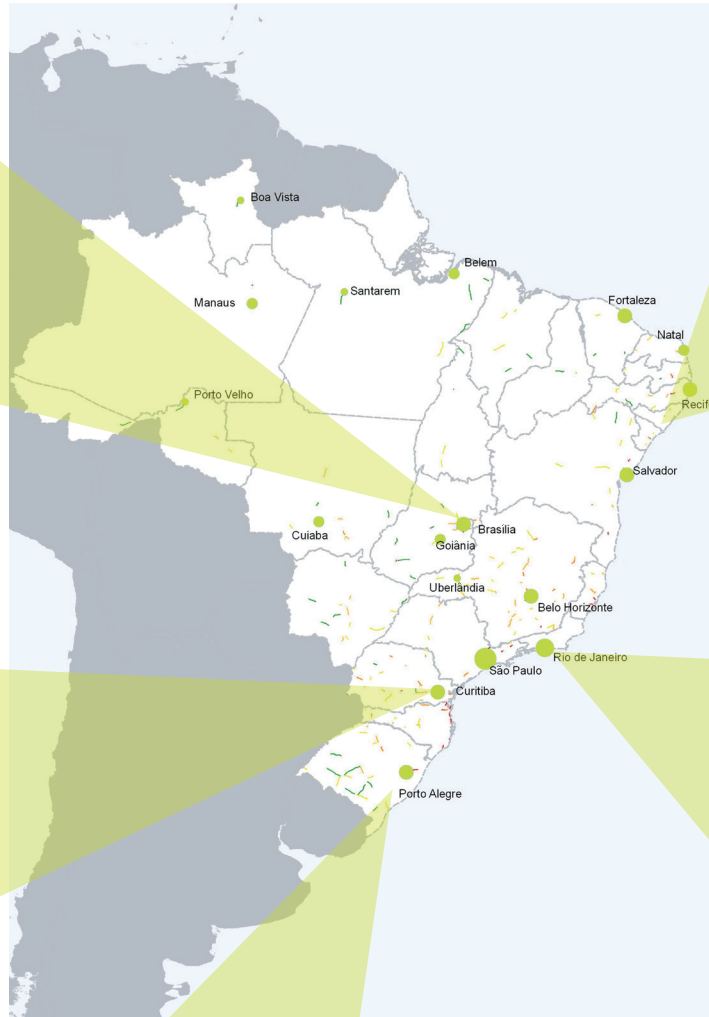 Boa Vista
Belem
Santarem
Manaus
Fortaleza
Natal
Porto Velho
Recif
Salvador
Cuiaba
Brasilia
Goiânia
Uberlândia
Belo Horizonte
Rio de Janeiro
São Paulo
Curitiba
Porto Alegre